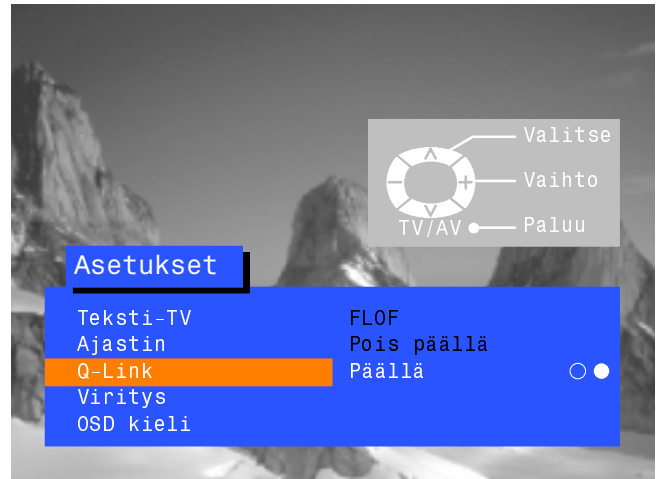 Valitse
Vaihto
TV/AV Paluu
Asetukset
Teksti-TV FLOF
Ajastin Pois päällä
Q-Link Päällä
Viritys
OSD kieli